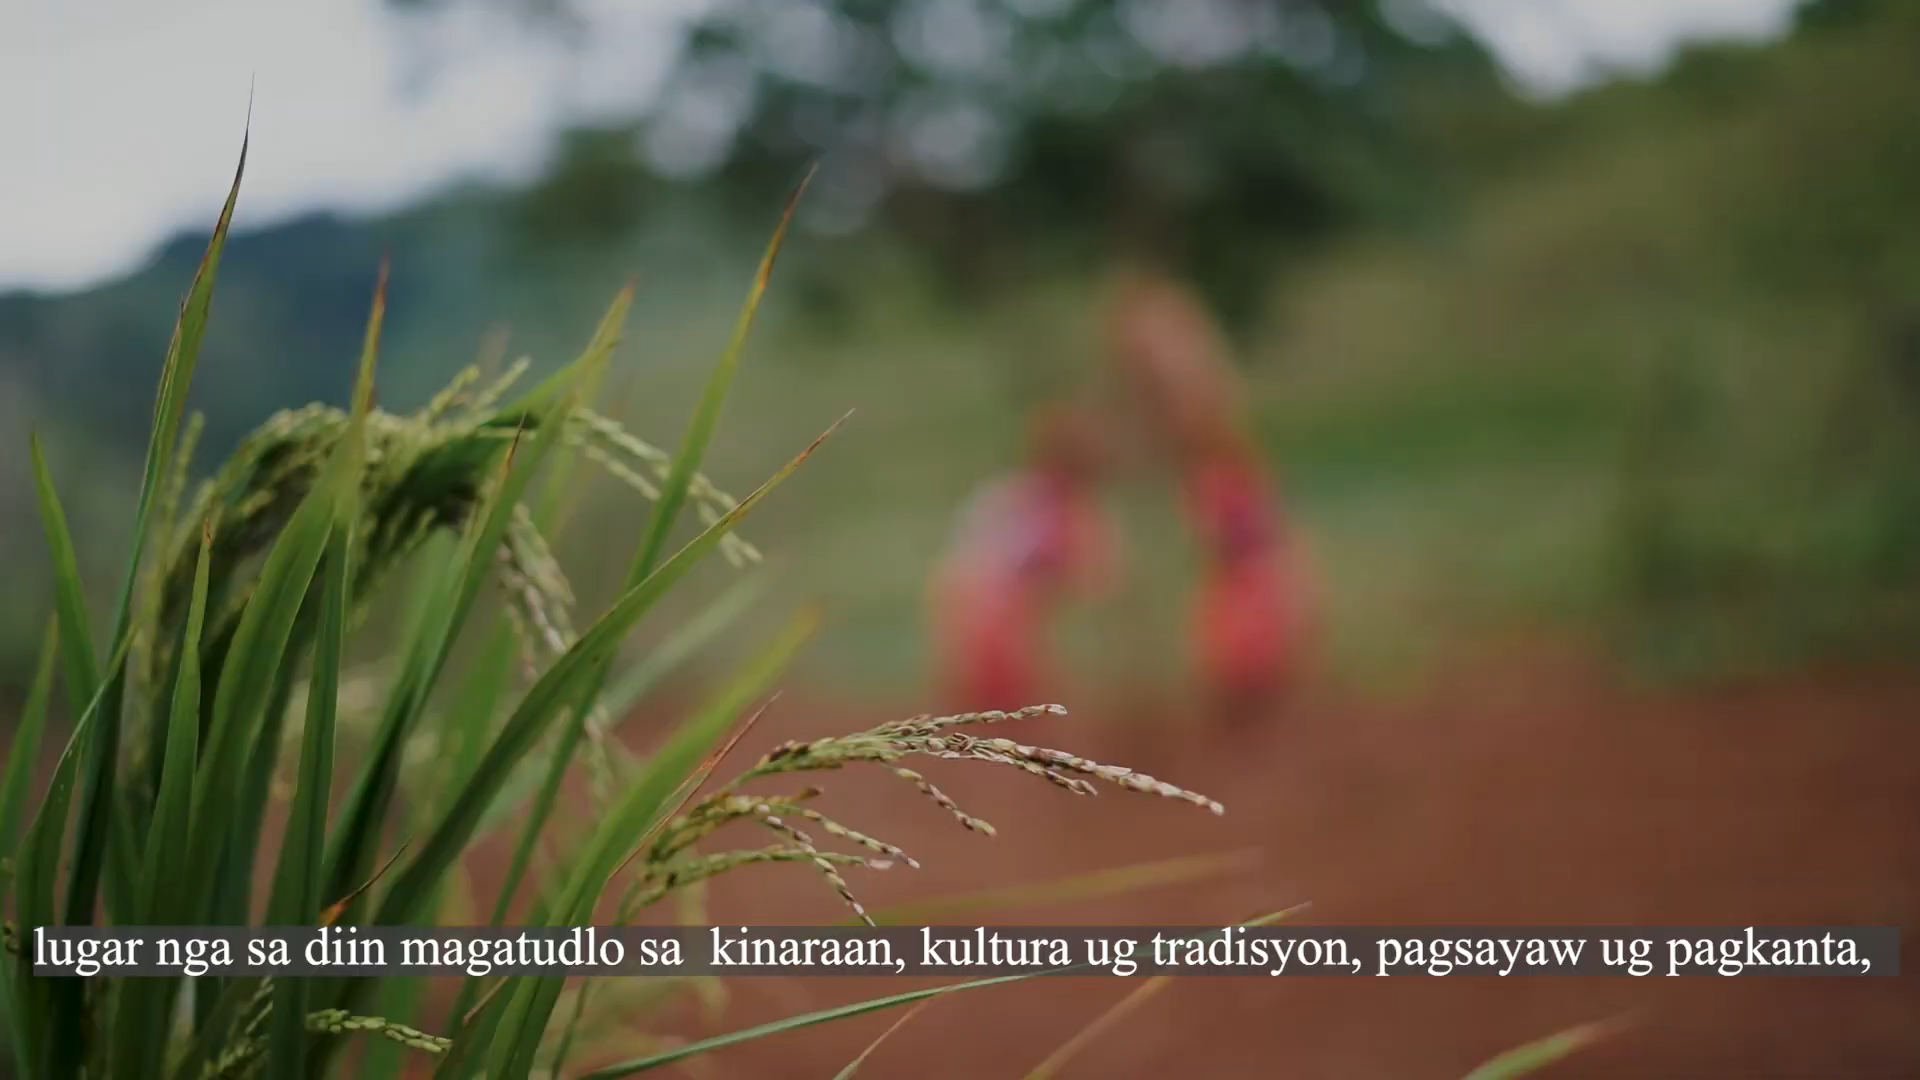 lugar nga sa diin magatudlo sa  kinaraan, kultura ug tradisyon, pagsayaw ug pagkanta,